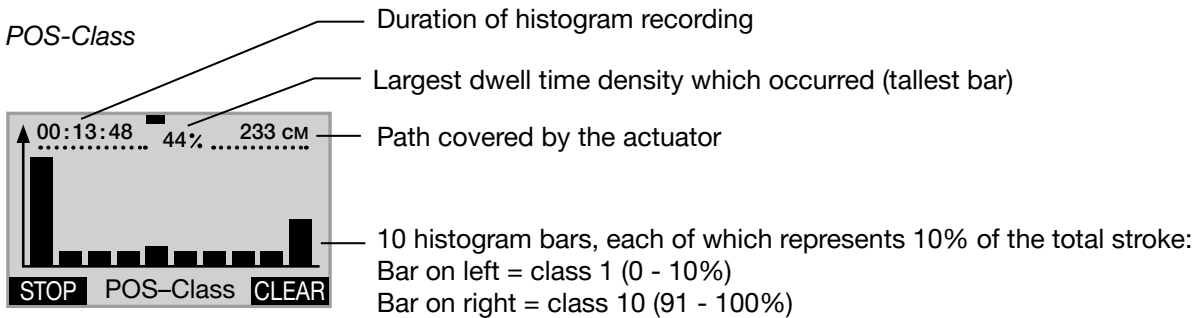 POS-Class
Duration of histogram recording
Largest dwell time density which occurred (tallest bar)
00:13:48 44% 233 CM
Path covered by the actuator
10 histogram bars, each of which represents 10% of the total stroke:
Bar on left = class 1 (0 - 10%)
Bar on right = class 10 (91 - 100%)
STOP POS–Class CLEAR